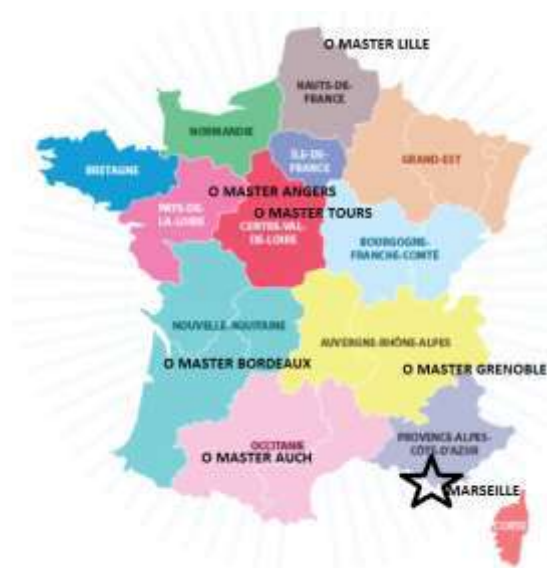 O MASTER LILLE
HAUTS-DE-
FRANCE
NORMANDIE
ILE-DE-
FRANCE
GRAND-EST
BRETAGNE
O MASTER ANGERS
PAYS-DE-
LA-LOIRE
O MASTER TOURS
CENTRE-VAL-
DE-LOIRE
BOURGOGNE-
FRANCHE-COMTÉ
NOUVELLE-AQUITAINE
AUVERGNE-RHÔNE-ALPES
O MASTER BORDEAUX
O MASTER GRENOBLE
OCCITANIE
O MASTER AUCH
PROVENCE-ALPES-
CÔTE-D'AZUR
MARSEILLE
CORSE